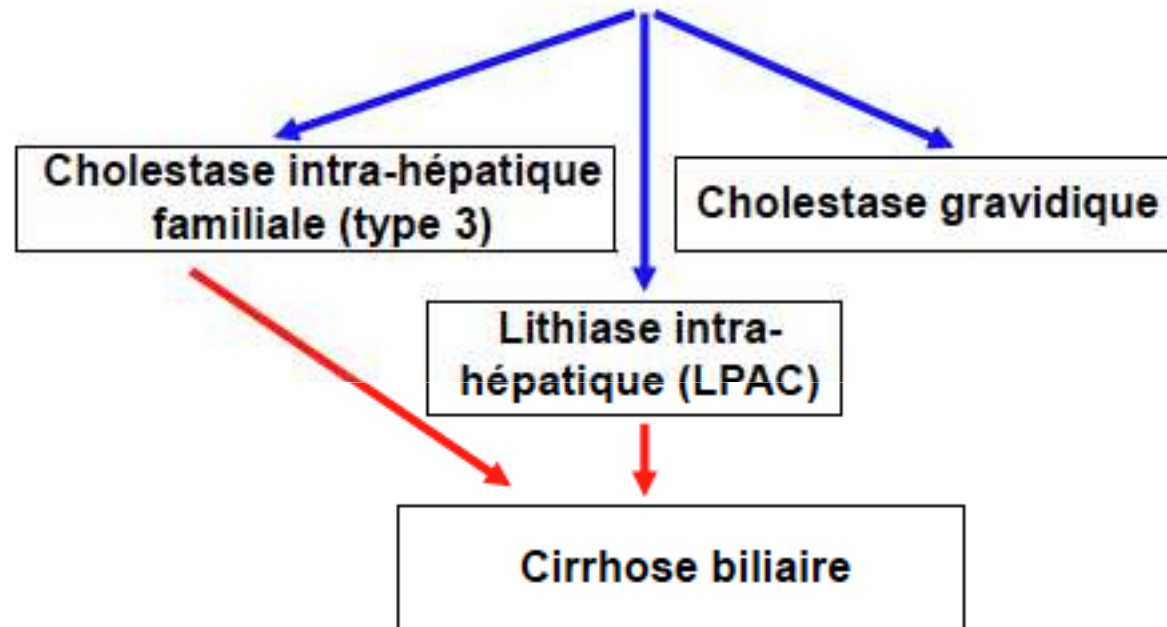 Cholestase intra-hépatique
familiale (type 3)
Cholestase gravidique
Lithiase intra-
hépatique (LPAC)
Cirrhose biliaire